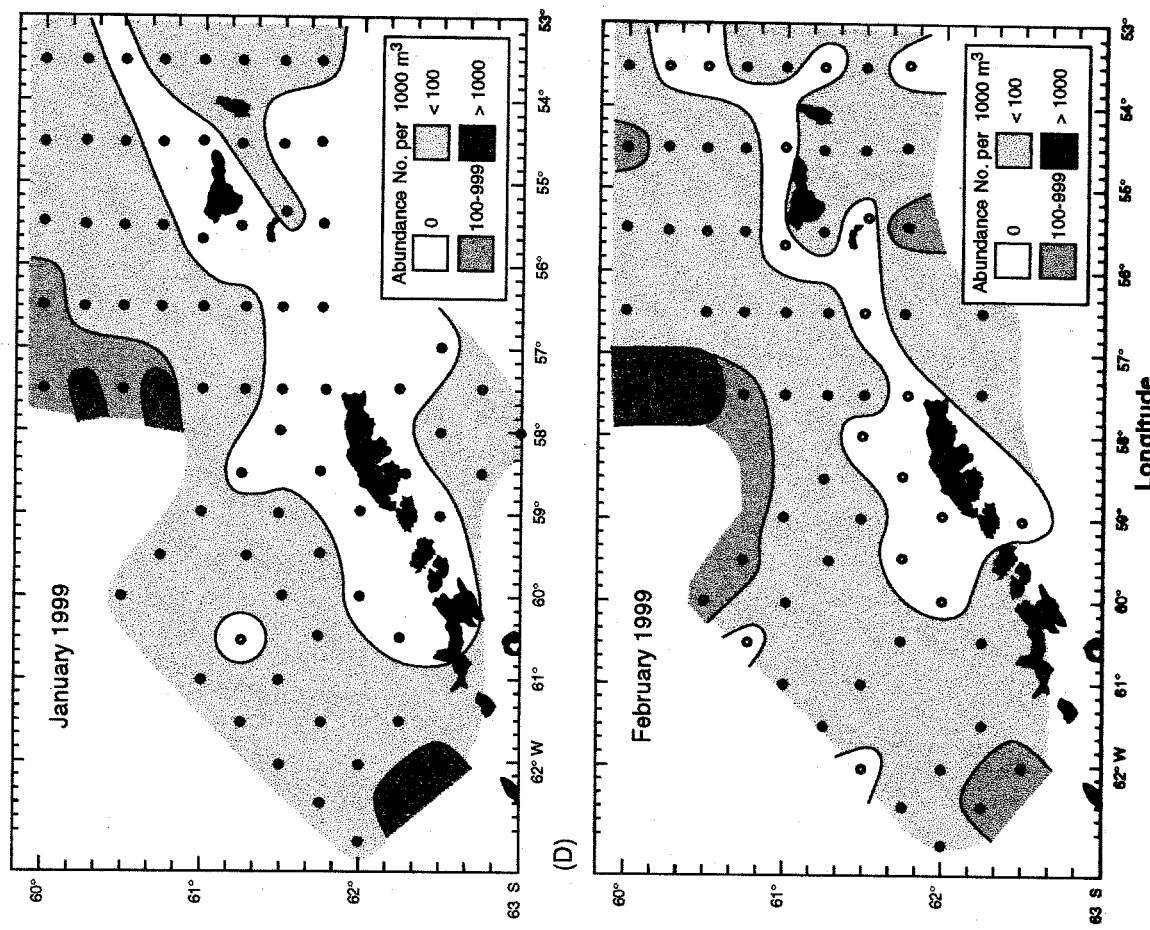 January 1999
60°
61°
62°
63 S
Abundance No. per 1000 m³
0 < 100
100-999 > 1000
62° W 61° 60° 59° 58° 57° 56° 55° 54° 53°
(D)
February 1999
60°
61°
62°
63 S
Abundance No. per 1000 m³
0 < 100
100-999 > 1000
62° W 61° 60° 59° 58° 57° 56° 55° 54° 53°
Longitude